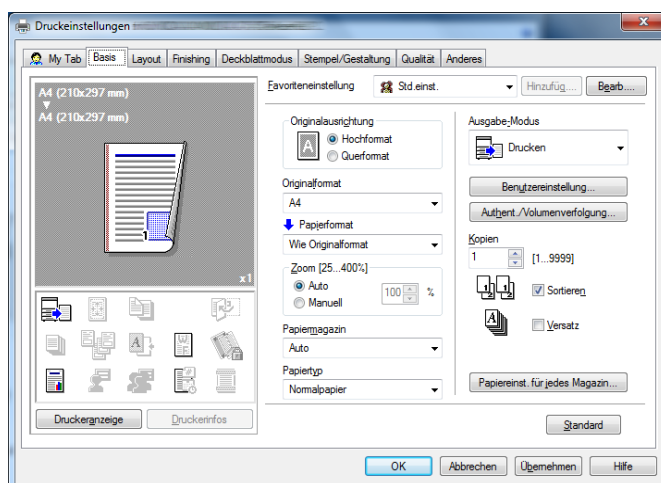 Druckeinstellungen
My Tab Basis Layout Finishing Deckblattmodus Stempel/Gestaltung Qualität Anderes
A4 (210x297 mm)
A4 (210x297 mm)
1
x1
Druckeranzeige Druckerinfos
Favoriteneinstellung Std.einst. Hinzufüg.... Bearb....
Originalausrichtung
A
Hochformat
Querformat
Originalformat
A4
Papierformat
Wie Originalformat
Zoom [25...400%]
Auto
Manuell
100 %
Papiermagazin
Auto
Papiertyp
Normalpapier
Ausgabe-Modus
Drucken
Benutzereinstellung...
Authent./Volumenverfolgung...
Kopien
1 [1...9999]
Sortieren
Versatz
Papiereinst. für jedes Magazin...
Standard
OK Abbrechen Übernehmen Hilfe